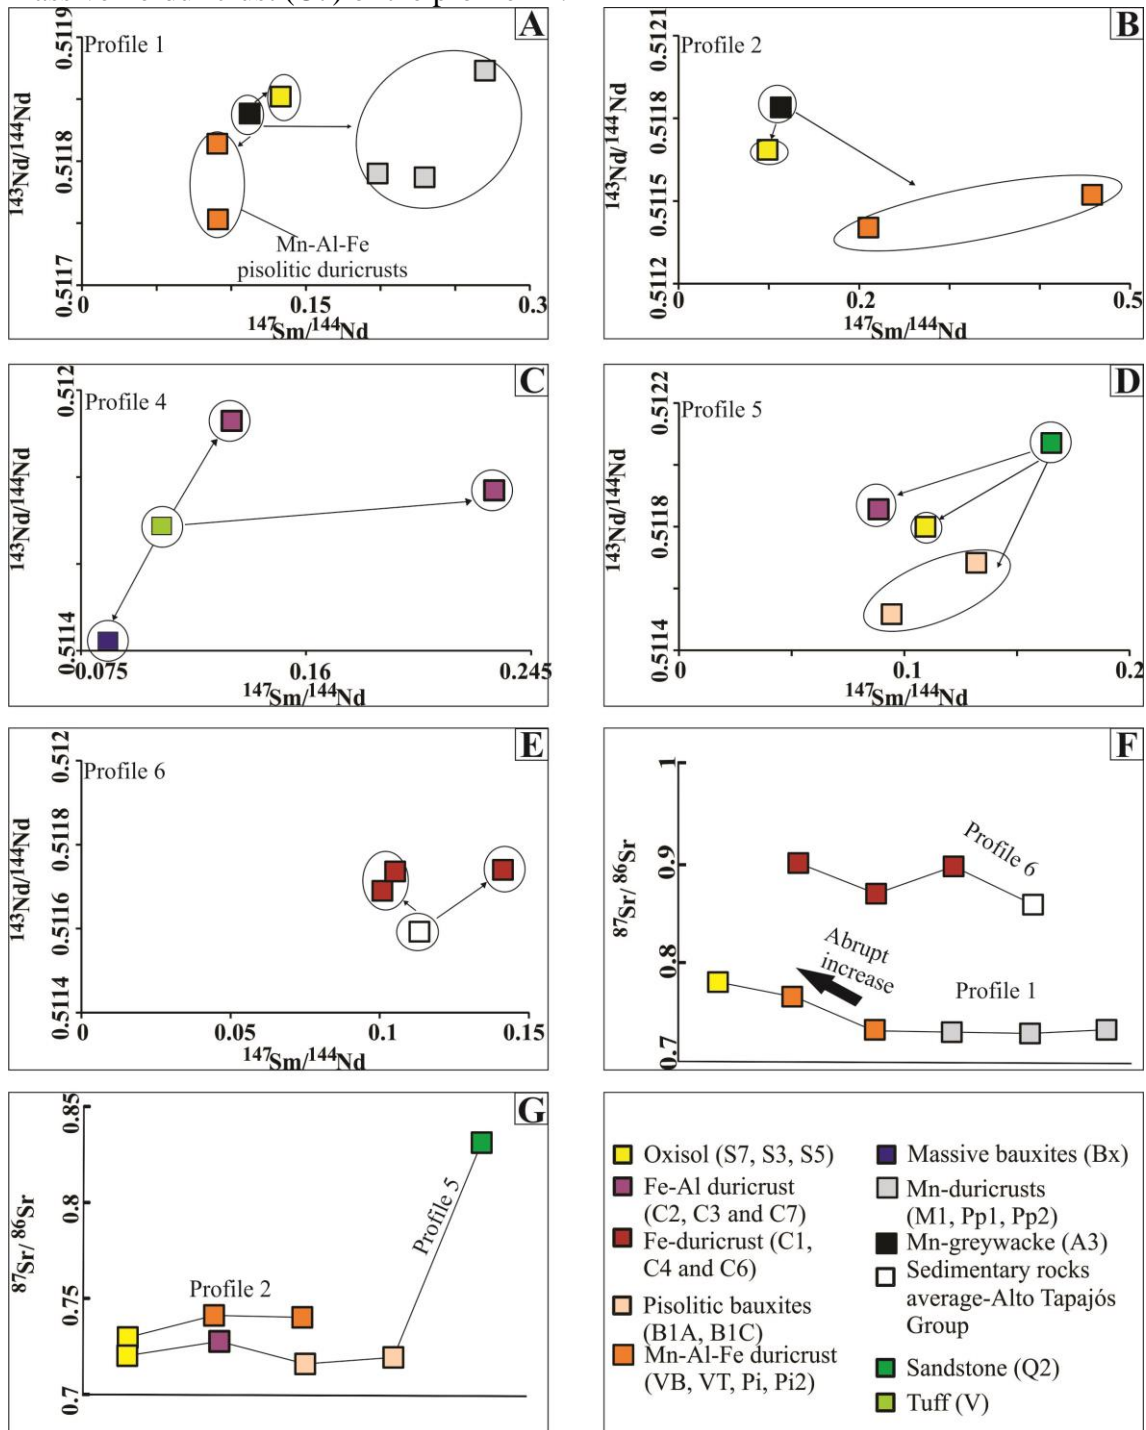 A
Profile 1
0.5119
0.5118
0.5117
143Nd/144Nd
Mn-Al-Fe
pisolitic duricrusts
0
0.15
0.3
147Sm/144Nd
B
Profile 2
0.5121
0.5118
0.5115
0.5112
143Nd/144Nd
0
0.2
0.5
147Sm/144Nd
C
Profile 4
0.512
0.5114
143Nd/144Nd
0.075
0.16
0.245
147Sm/144Nd
D
Profile 5
0.5122
0.5118
0.5114
143Nd/144Nd
0
0.1
0.2
147Sm/144Nd
E
Profile 6
0.512
0.5118
0.5116
0.5114
143Nd/144Nd
0
0.05
0.1
0.15
147Sm/144Nd
F
1
0.9
0.8
0.7
87Sr/ 86Sr
Profile 6
Abrupt
increase
Profile 1
G
0.85
0.8
0.75
0.7
87Sr/ 86Sr
Profile 2
Profile 5
Oxisol (S7, S3, S5)
Fe-Al duricrust
(C2, C3 and C7)
Fe-duricrust (C1,
C4 and C6)
Pisolitic bauxites
(B1A, B1C)
Mn-Al-Fe duricrust
(VB, VT, Pi, Pi2)
Massive bauxites (Bx)
Mn-duricrusts
(M1, Pp1, Pp2)
Mn-greywacke (A3)
Sedimentary rocks
average-Alto Tapajós
Group
Sandstone (Q2)
Tuff (V)